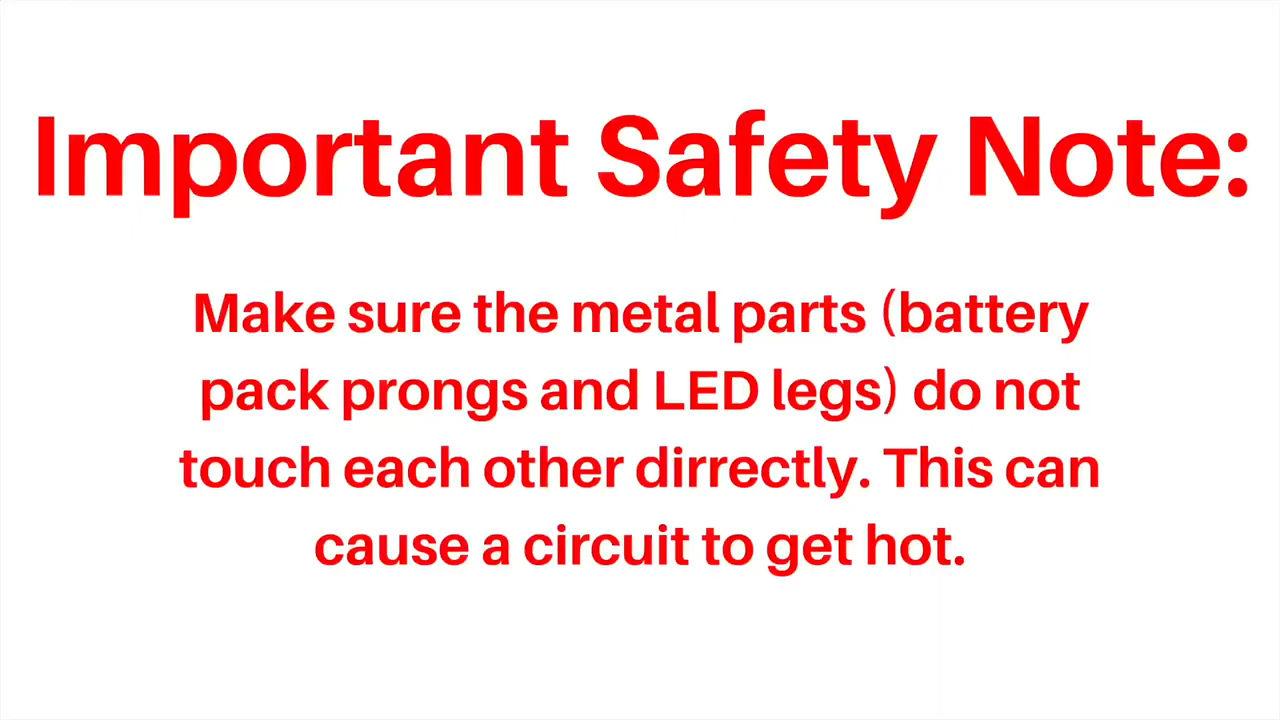 Important Safety Note:
Make sure the metal parts (battery
pack prongs and LED legs) do not
touch each other dirrectly. This can
cause a circuit to get hot.